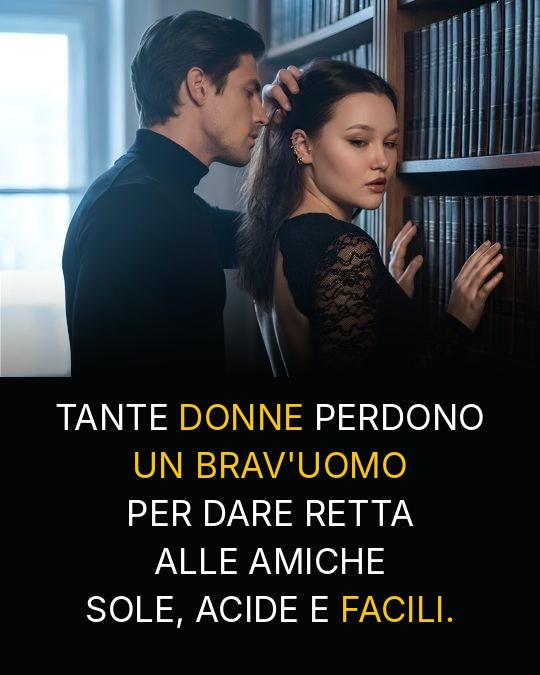 TANTE DONNE PERDONO
UN BRAV'UOMO
PER DARE RETTA
ALLE AMICHE
SOLE, ACIDE E FACILI.